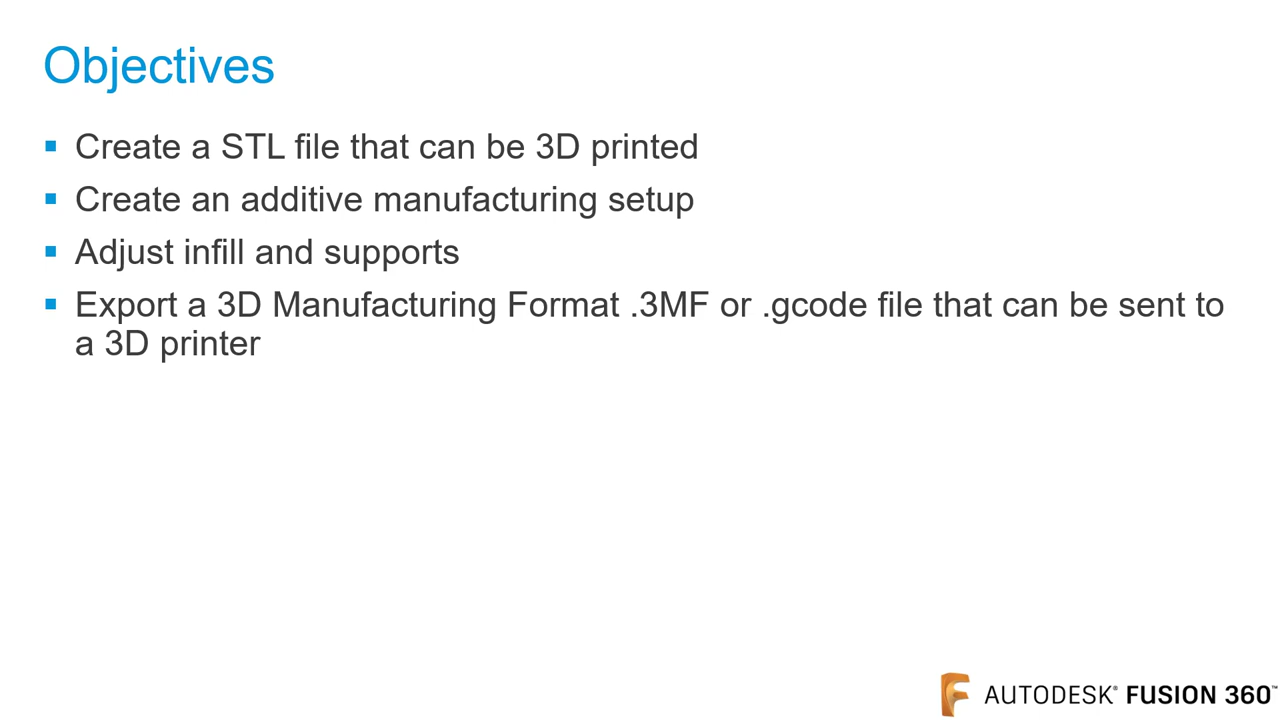 Objectives
▪ Create a STL file that can be 3D printed
▪ Create an additive manufacturing setup
▪ Adjust infill and supports
▪ Export a 3D Manufacturing Format .3MF or .gcode file that can be sent to
a 3D printer
AUTODESK® FUSION 360™